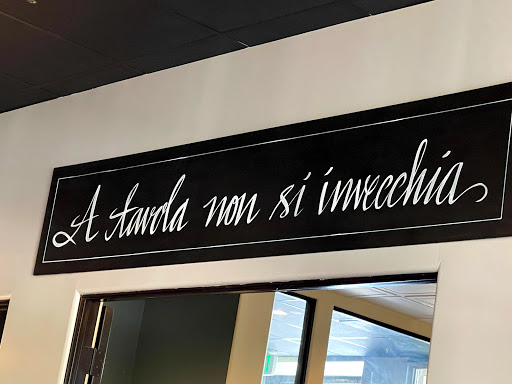 A tavola non si invecchia